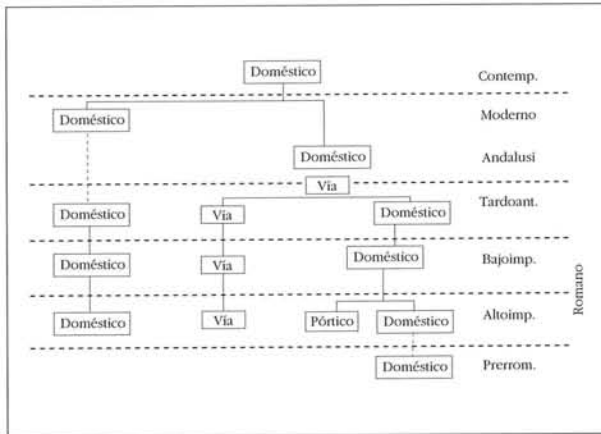 Doméstico Contemp.
Doméstico Moderno
Doméstico Andalusi
Vía
Doméstico Vía Doméstico Tardoant.
Doméstico Vía Doméstico Bajoimp.
Doméstico Vía Pórtico Doméstico Altoimp.
Romano
Doméstico Prerrom.